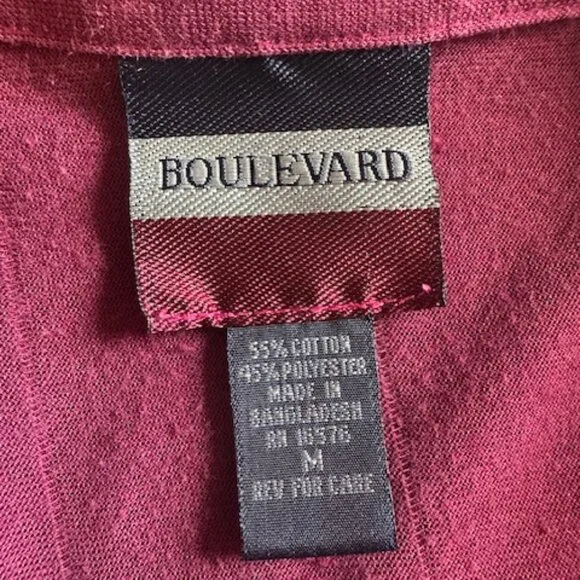 BOULEVARD
55% COTTON
45% POLYESTER
MADE IN
BANGLADESH
RN 16576
M
REV FOR CARE